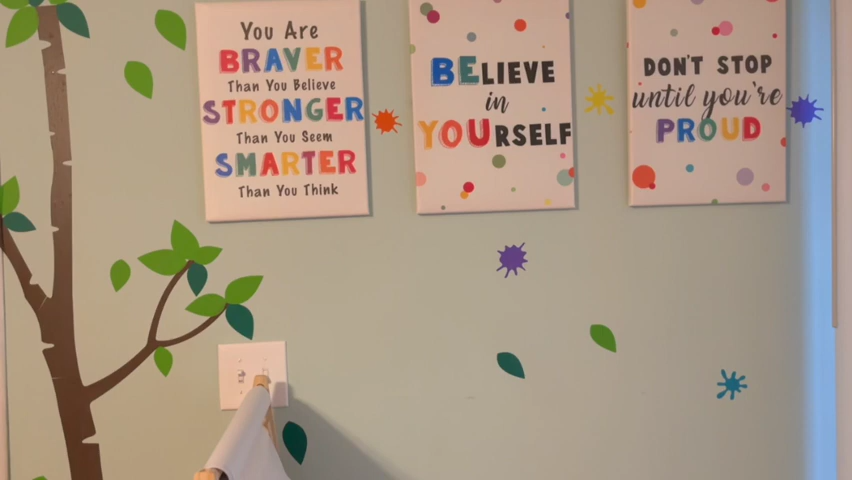 You Are
BRAVER
Than You Believe
STRONGER
Than You Seem
SMARTER
Than You Think
BELIEVE
in
YOURSELF
DON'T STOP
until you're
PROUD